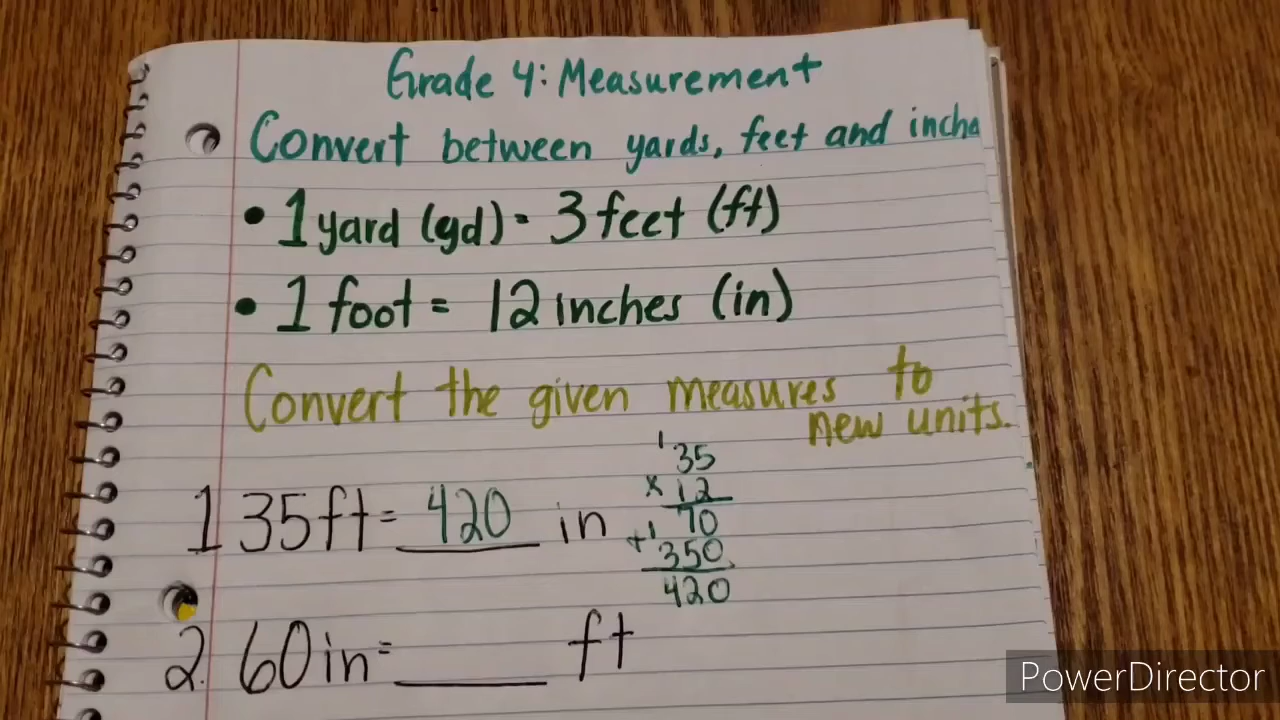 Grade 4: Measurement
Convert between yards, feet and inche
• 1 yard (yd) = 3 feet (ft)
• 1 foot = 12 inches (in)
Convert the given measures to
new units.
1 35ft = 420 in
1
35
x 12
70
+1
350
420
2. 60in = ____ ft
PowerDirector